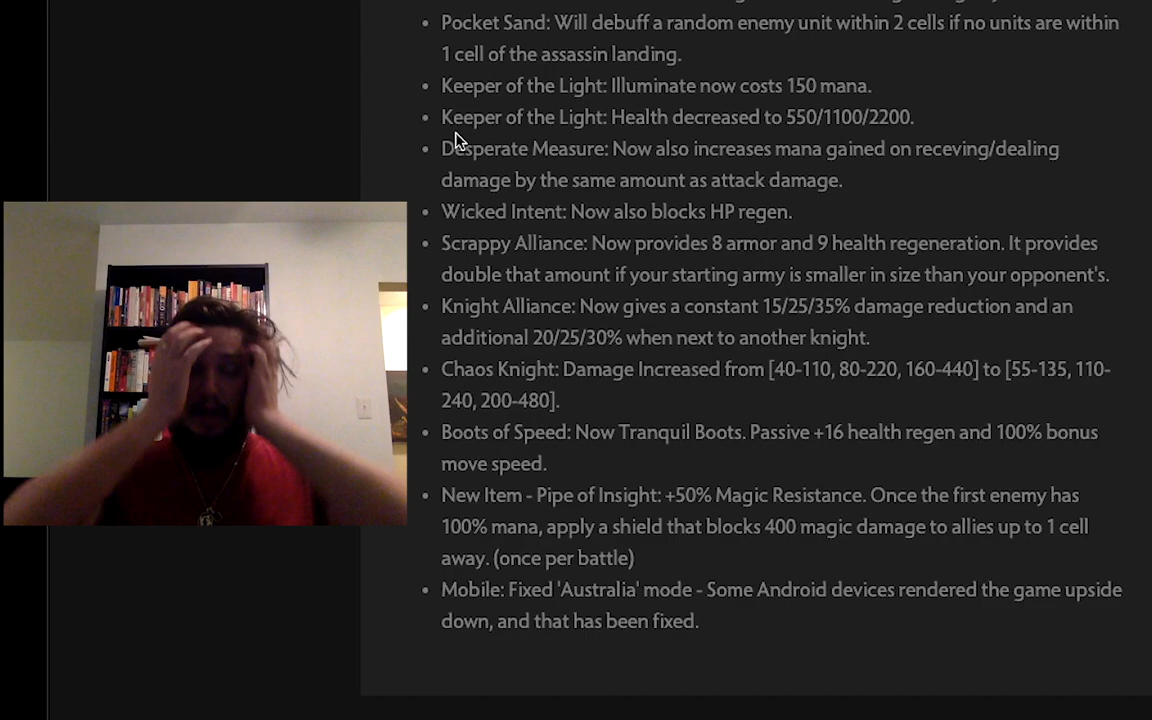 • Pocket Sand: Will debuff a random enemy unit within 2 cells if no units are within
1 cell of the assassin landing.
• Keeper of the Light: Illuminate now costs 150 mana.
• Keeper of the Light: Health decreased to 550/1100/2200.
• Desperate Measure: Now also increases mana gained on receving/dealing
damage by the same amount as attack damage.
• Wicked Intent: Now also blocks HP regen.
• Scrappy Alliance: Now provides 8 armor and 9 health regeneration. It provides
double that amount if your starting army is smaller in size than your opponent's.
• Knight Alliance: Now gives a constant 15/25/35% damage reduction and an
additional 20/25/30% when next to another knight.
• Chaos Knight: Damage Increased from [40-110, 80-220, 160-440] to [55-135, 110-
240, 200-480].
• Boots of Speed: Now Tranquil Boots. Passive +16 health regen and 100% bonus
move speed.
• New Item - Pipe of Insight: +50% Magic Resistance. Once the first enemy has
100% mana, apply a shield that blocks 400 magic damage to allies up to 1 cell
away. (once per battle)
• Mobile: Fixed 'Australia' mode - Some Android devices rendered the game upside
down, and that has been fixed.